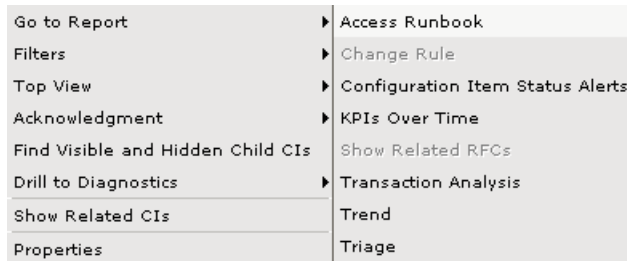 Go to Report
Filters
Top View
Acknowledgment
Find Visible and Hidden Child CIs
Drill to Diagnostics
Show Related CIs
Properties
Access Runbook
Change Rule
Configuration Item Status Alerts
KPIs Over Time
Show Related RFCs
Transaction Analysis
Trend
Triage